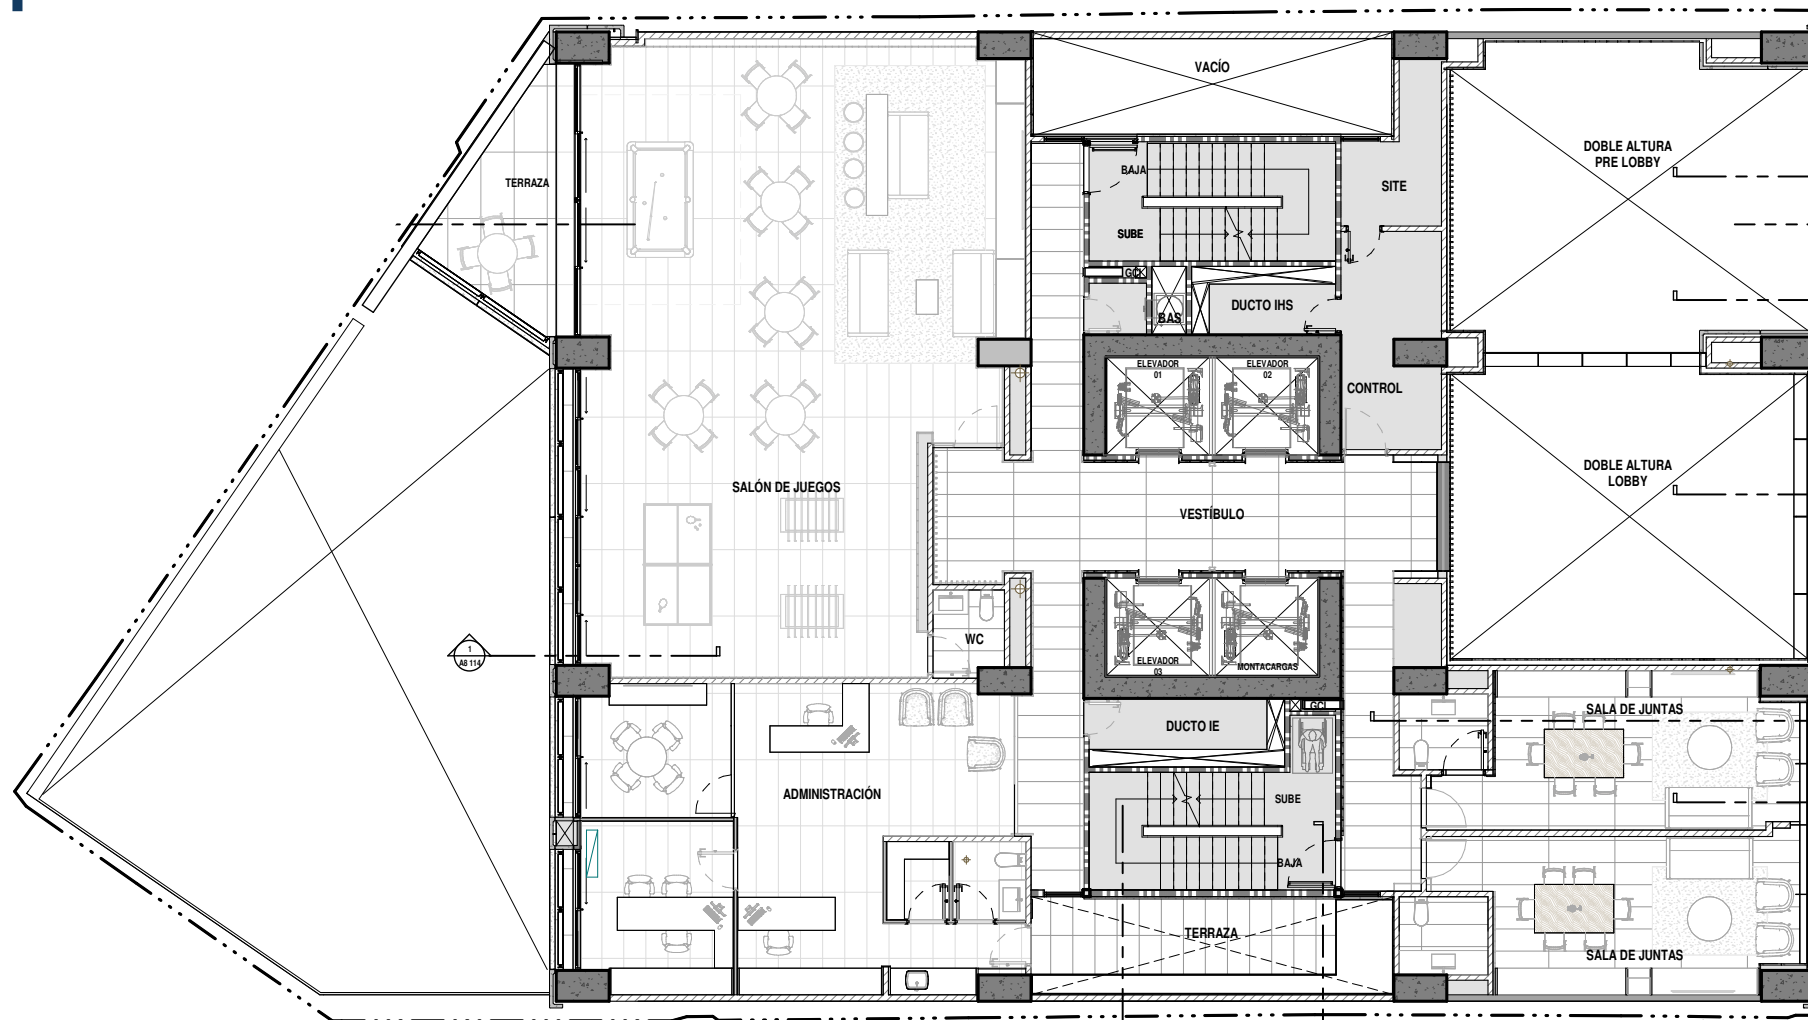 VACÍO
DOBLE ALTURA
PRE LOBBY
TERRAZA
BAJA
SITE
SUBE
GCI
BAS
DUCTO IHS
ELEVADOR
01
ELEVADOR
02
CONTROL
SALÓN DE JUEGOS
VESTÍBULO
DOBLE ALTURA
LOBBY
WC
1
A8 114
ELEVADOR
03
MONTACARGAS
GCI
DUCTO IE
SALA DE JUNTAS
ADMINISTRACIÓN
SUBE
BAJA
TERRAZA
SALA DE JUNTAS